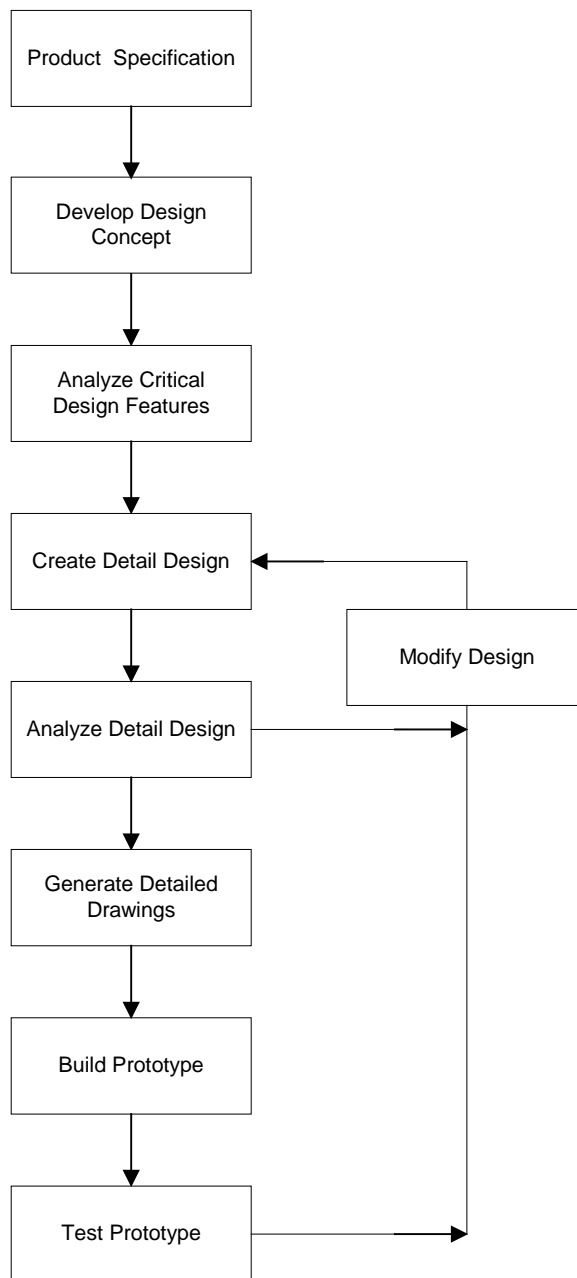 Product  Specification
Develop Design
Concept
Analyze Critical
Design Features
Create Detail Design
Modify Design
Analyze Detail Design
Generate Detailed
Drawings
Build Prototype
Test Prototype